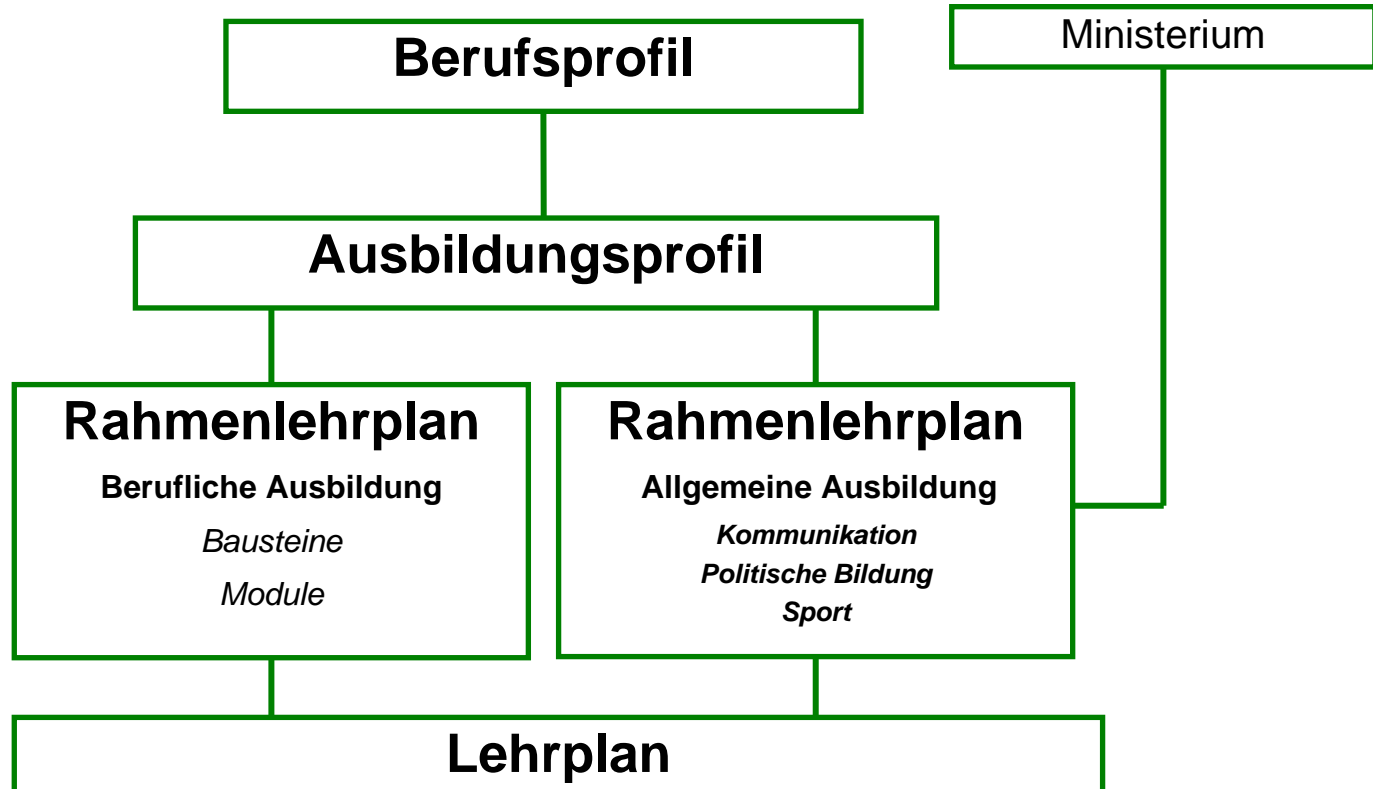 Berufsprofil
Ministerium
Ausbildungsprofil
Rahmenlehrplan
Berufliche Ausbildung
Bausteine
Module
Rahmenlehrplan
Allgemeine Ausbildung
Kommunikation
Politische Bildung
Sport
Lehrplan